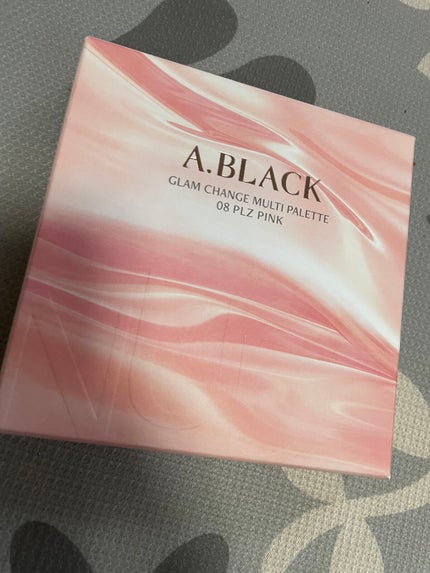 A.BLACK
GLAM CHANGE MULTI PALETTE
08 PLZ PINK